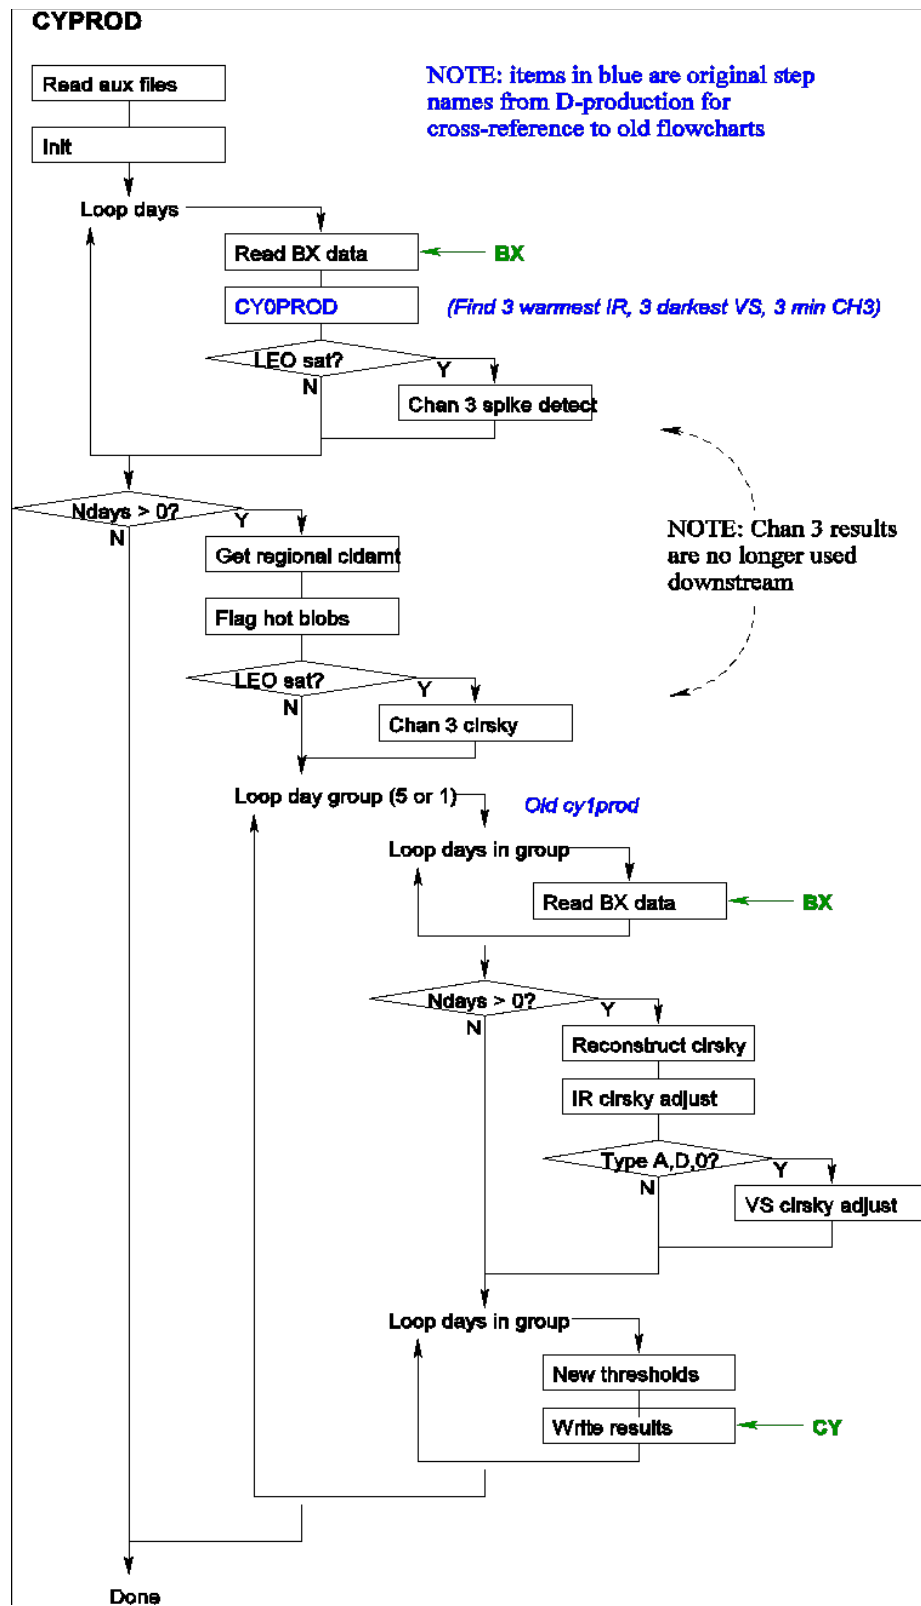 CYPROD
Read aux files
NOTE: items in blue are original step
names from D-production for
cross-reference to old flowcharts
Init
Loop days
Read BX data
BX
CY0PROD
(Find 3 warmest IR, 3 darkest VS, 3 min CH3)
LEO sat?
Y
N
Chan 3 spike detect
Ndays > 0?
Y
N
NOTE: Chan 3 results
are no longer used
downstream
Get regional cldamt
Flag hot blobs
LEO sat?
Y
N
Chan 3 clrsky
Loop day group (5 or 1)
Old cy1prod
Loop days in group
Read BX data
BX
Ndays > 0?
Y
N
Reconstruct clrsky
IR clrsky adjust
Type A,D,0?
Y
N
VS clrsky adjust
Loop days in group
New thresholds
Write results
CY
Done